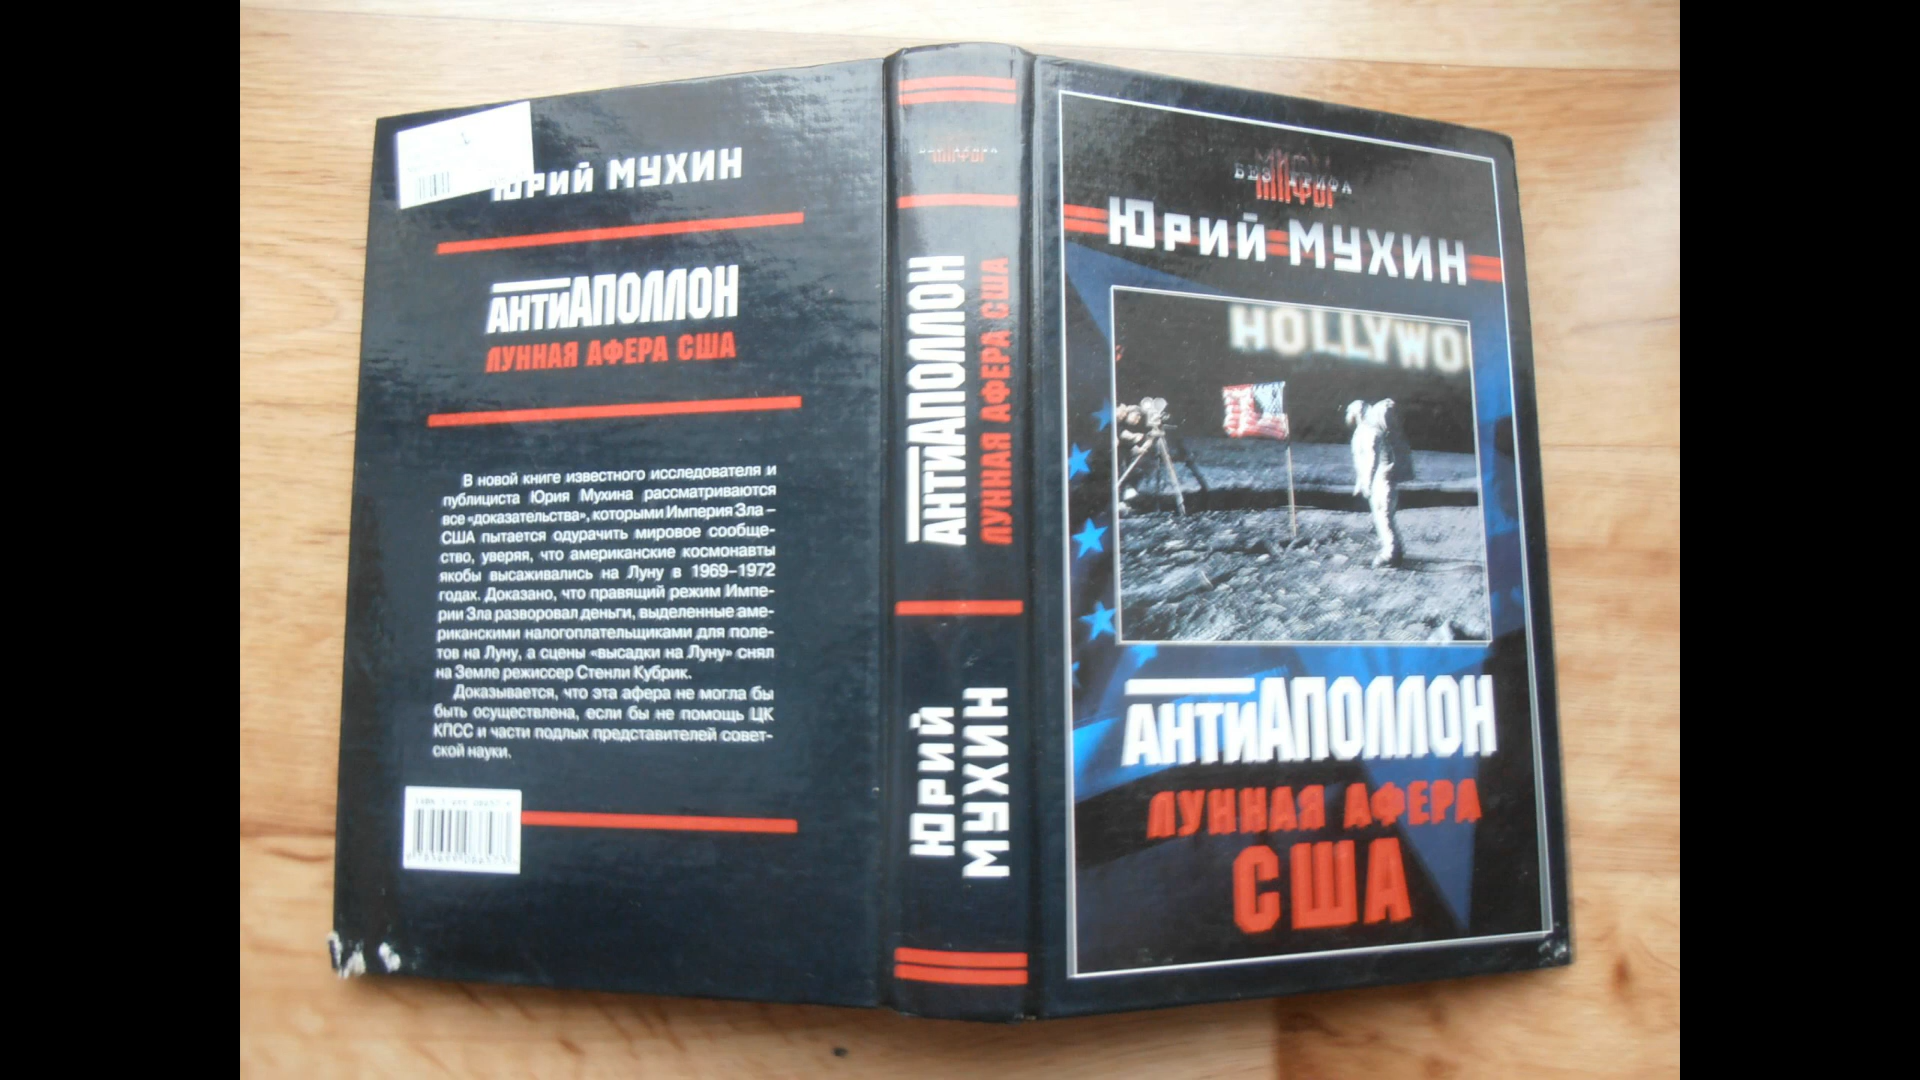 ЮРИЙ МУХИН
АНТИАПОЛЛОН
ЛУННАЯ АФЕРА США
В новой книге известного исследователя и
публициста Юрия Мухина рассматриваются
все «доказательства», которыми Империя Зла –
США пытается одурачить мировое сообще-
ство, уверяя, что американские космонавты
якобы высаживались на Луну в 1969–1972
годах. Доказано, что правящий режим Импе-
рии Зла разворовал деньги, выделенные аме-
риканскими налогоплательщиками для поле-
тов на Луну, а сцены «высадки на Луну» снял
на Земле режиссер Стенли Кубрик.
Доказывается, что эта афера не могла бы
быть осуществлена, если бы не помощь ЦК
КПСС и части подлых представителей совет-
ской науки.
МИФЫ
АНТИАПОЛЛОН
ЛУННАЯ АФЕРА США
ЮРИЙ
МУХИН
МИФЫ
БЕЗ ГРИФА
ЮРИЙ МУХИН
HOLLYWO
АНТИАПОЛЛОН
ЛУННАЯ АФЕРА
США